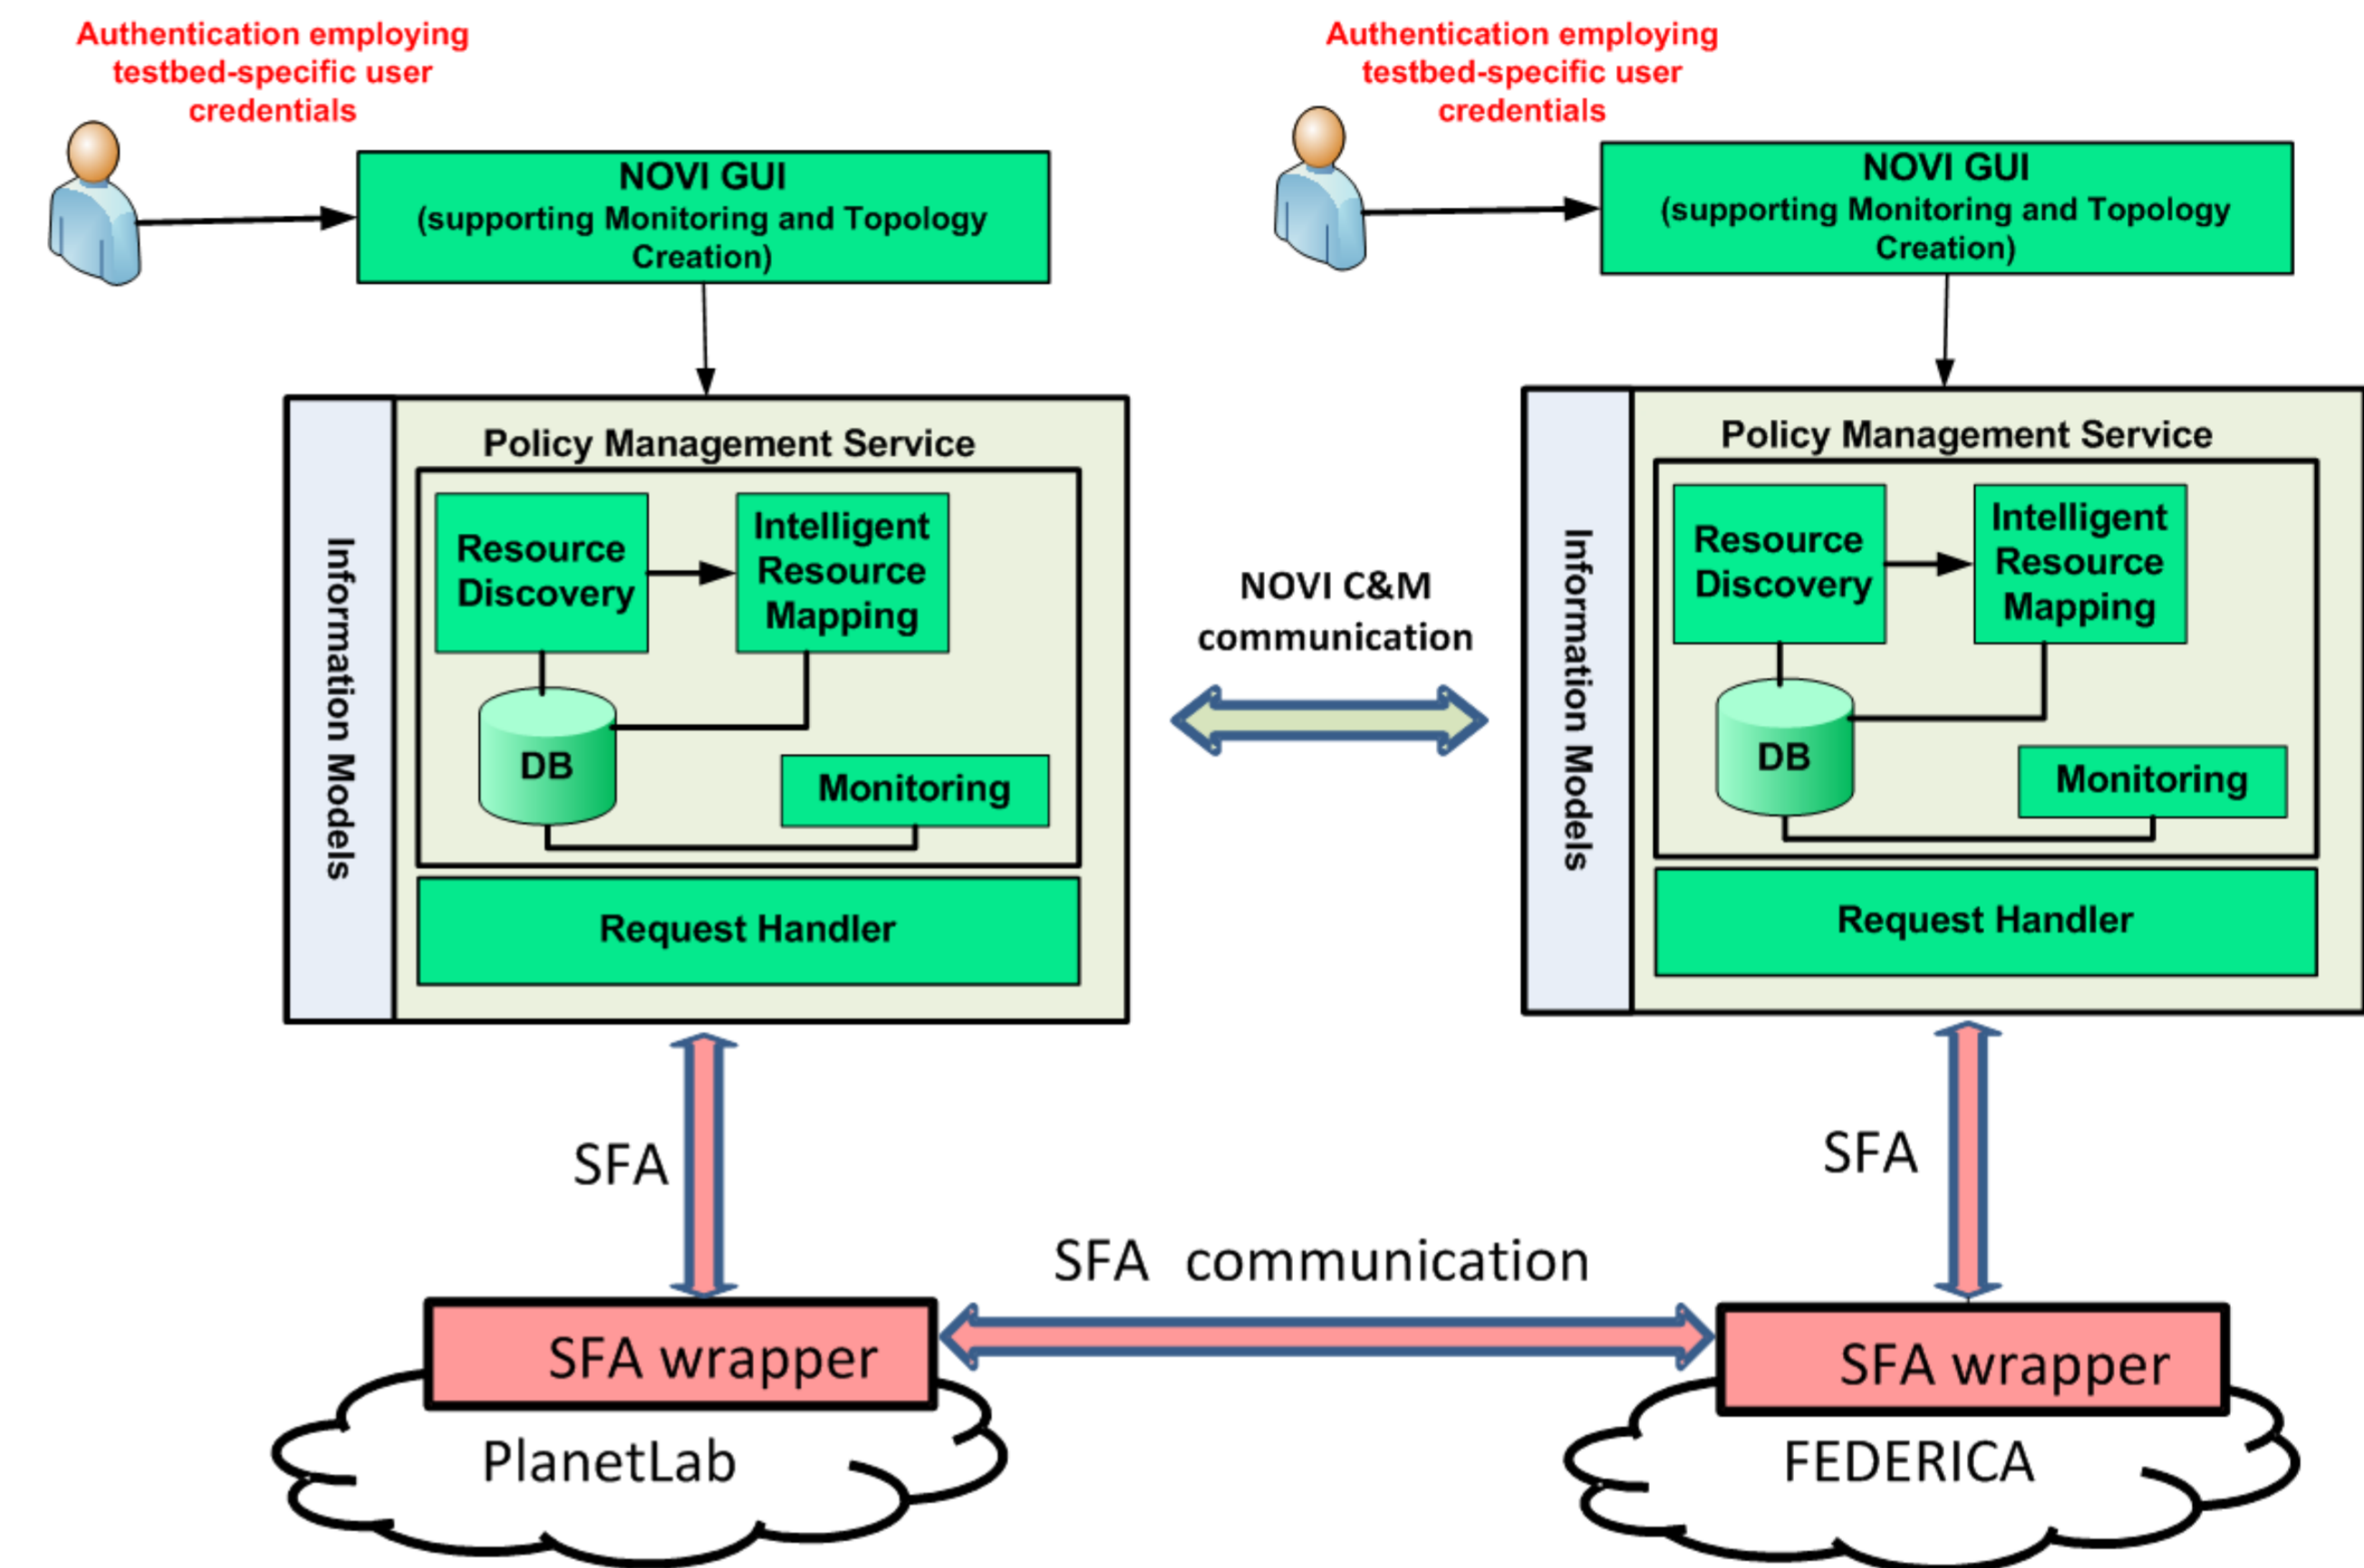 Authentication employing
testbed-specific user
credentials
NOVI GUI
(supporting Monitoring and Topology
Creation)
Information Models
Policy Management Service
Resource
Discovery
Intelligent
Resource
Mapping
DB
Monitoring
Request Handler
NOVI C&M
communication
Authentication employing
testbed-specific user
credentials
NOVI GUI
(supporting Monitoring and Topology
Creation)
Information Models
Policy Management Service
Resource
Discovery
Intelligent
Resource
Mapping
DB
Monitoring
Request Handler
SFA
SFA
SFA communication
SFA wrapper
PlanetLab
SFA wrapper
FEDERICA